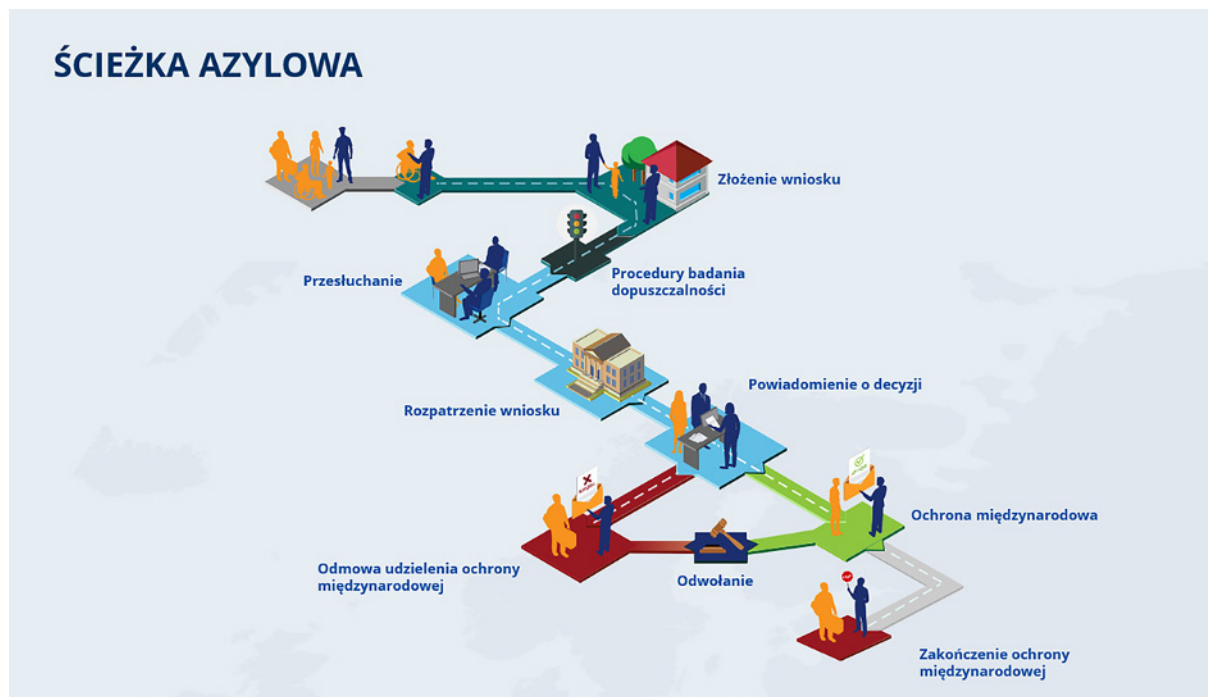 ŚCIEŻKA AZYLOWA
Złożenie wniosku
Przesłuchanie
Procedury badania
dopuszczalności
Rozpatrzenie wniosku
Powiadomienie o decyzji
Ochrona międzynarodowa
Odmowa udzielenia ochrony
międzynarodowej
Odwołanie
Zakończenie ochrony
międzynarodowej